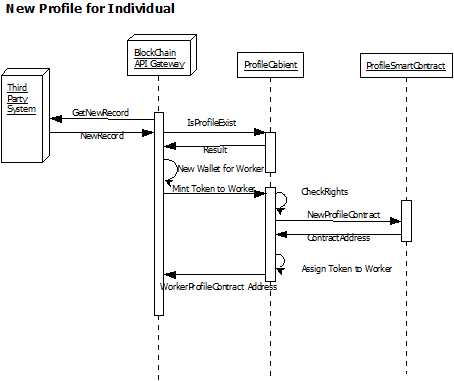 New Profile for Individual
BlockChain
API Gateway
ProfileCabient
ProfileSmartContract
Third
Party
System
GetNewRecord
IsProfileExist
NewRecord
Result
New Wallet for Worker
Mint Token to Worker
CheckRights
NewProfileContract
ContractAddress
Assign Token to Worker
WorkerProfileContract Address